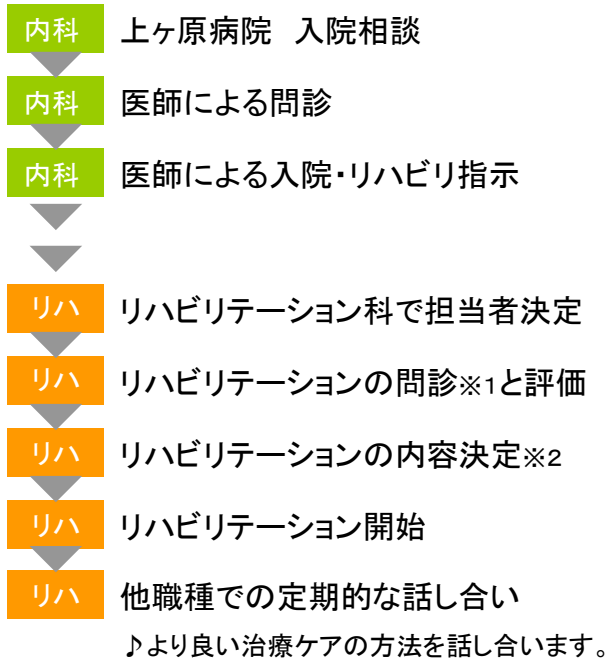 内科 上ヶ原病院　入院相談
内科 医師による問診
内科 医師による入院・リハビリ指示
リハ リハビリテーション科で担当者決定
リハ リハビリテーションの問診※1と評価
リハ リハビリテーションの内容決定※2
リハ リハビリテーション開始
リハ 他職種での定期的な話し合い
♪より良い治療ケアの方法を話し合います。